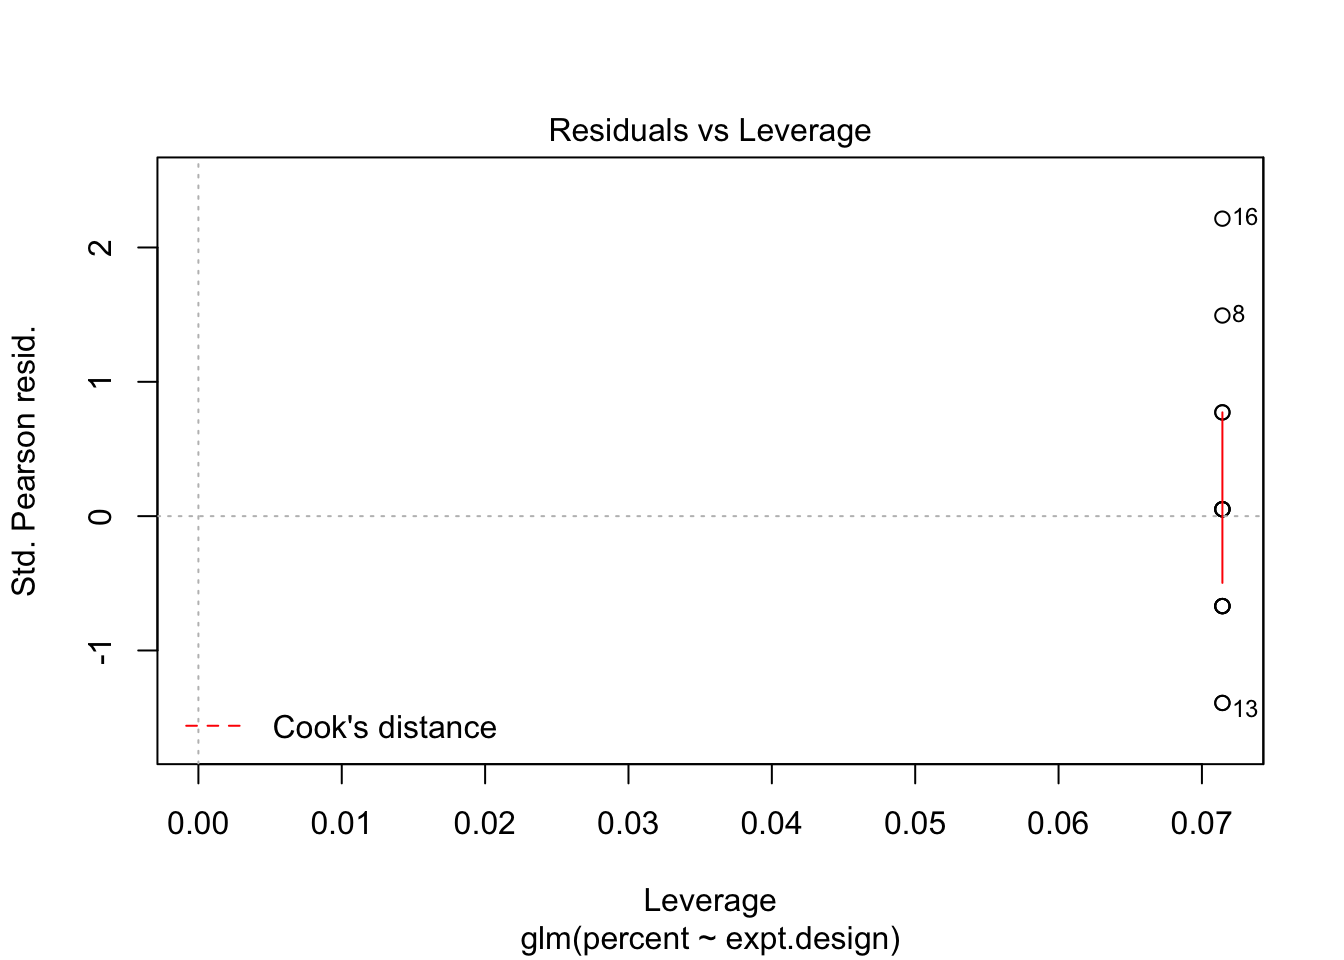 Residuals vs Leverage
Std. Pearson resid.
2
1
0
-1
16
8
13
Cook's distance
0.00 0.01 0.02 0.03 0.04 0.05 0.06 0.07
Leverage
glm(percent ~ expt.design)